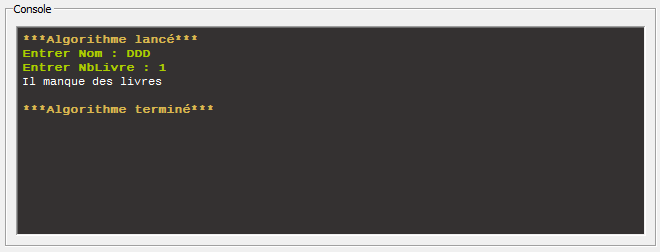 Console
***Algorithme lancé***
Entrer Nom : DDD
Entrer NbLivre : 1
Il manque des livres
***Algorithme terminé***